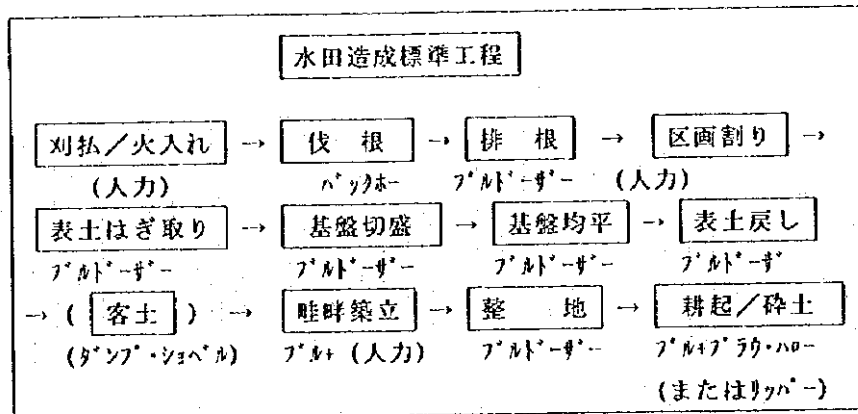 水田造成標準工程
刈払/火入れ → 伐根 → 排根 → 区画割り →
(人力) バックホー ブルドーザー (人力)
表土はぎ取り → 基盤切盛 → 基盤均平 → 表土戻し
ブルドーザー ブルドーザー ブルドーザー ブルドーザ
→ (客土) → 畦畔築立 → 整地 → 耕起/砕土
(ダンプ・ショベル) ブル+(人力) ブルドーザー ブル+プラウ・ハロー
(またはリッパー)